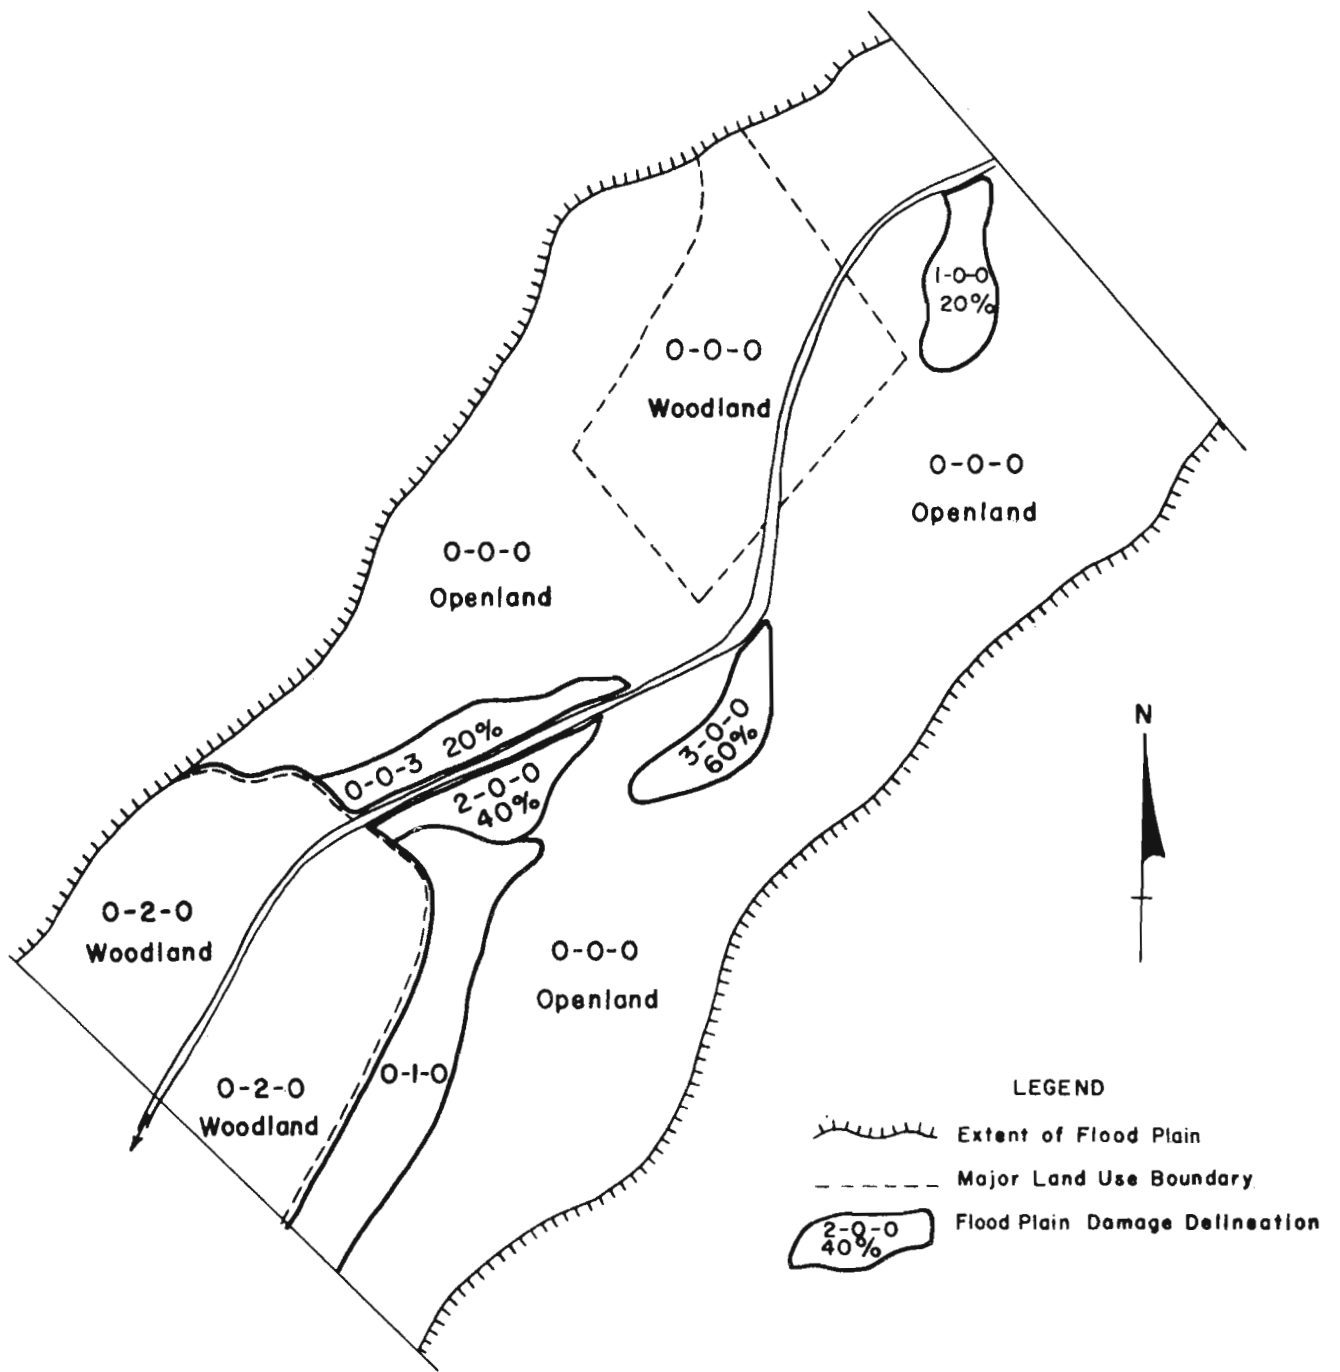 1-0-0
20%
0-0-0
Woodland
0-0-0
Openland
0-0-0
Openland
3-0-0
60%
0-0-3 20%
2-0-0
40%
0-2-0
Woodland
0-0-0
Openland
0-1-0
0-2-0
Woodland
N
LEGEND
Extent of Flood Plain
Major Land Use Boundary
2-0-0
40%
Flood Plain Damage Delineation